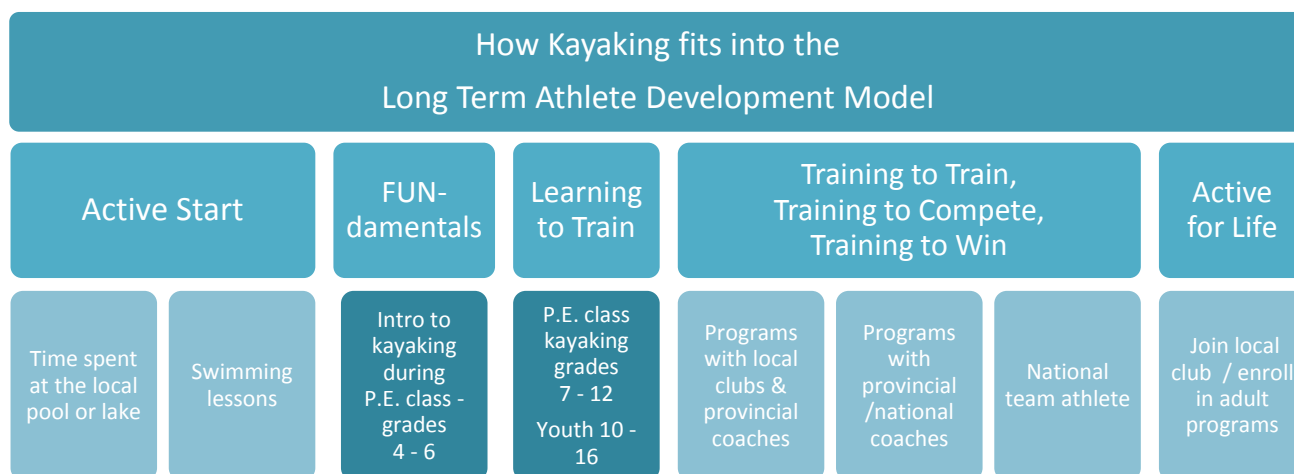 How Kayaking fits into the
Long Term Athlete Development Model
Active Start
FUN-
damentals
Learning
to Train
Training to Train,
Training to Compete,
Training to Win
Active
for Life
Time spent
at the local
pool or lake
Swimming
lessons
Intro to
kayaking
during
P.E. class -
grades
4 - 6
P.E. class
kayaking
grades
7 - 12
Youth 10 -
16
Programs
with local
clubs &
provincial
coaches
Programs
with
provincial
/national
coaches
National
team athlete
Join local
club / enroll
in adult
programs